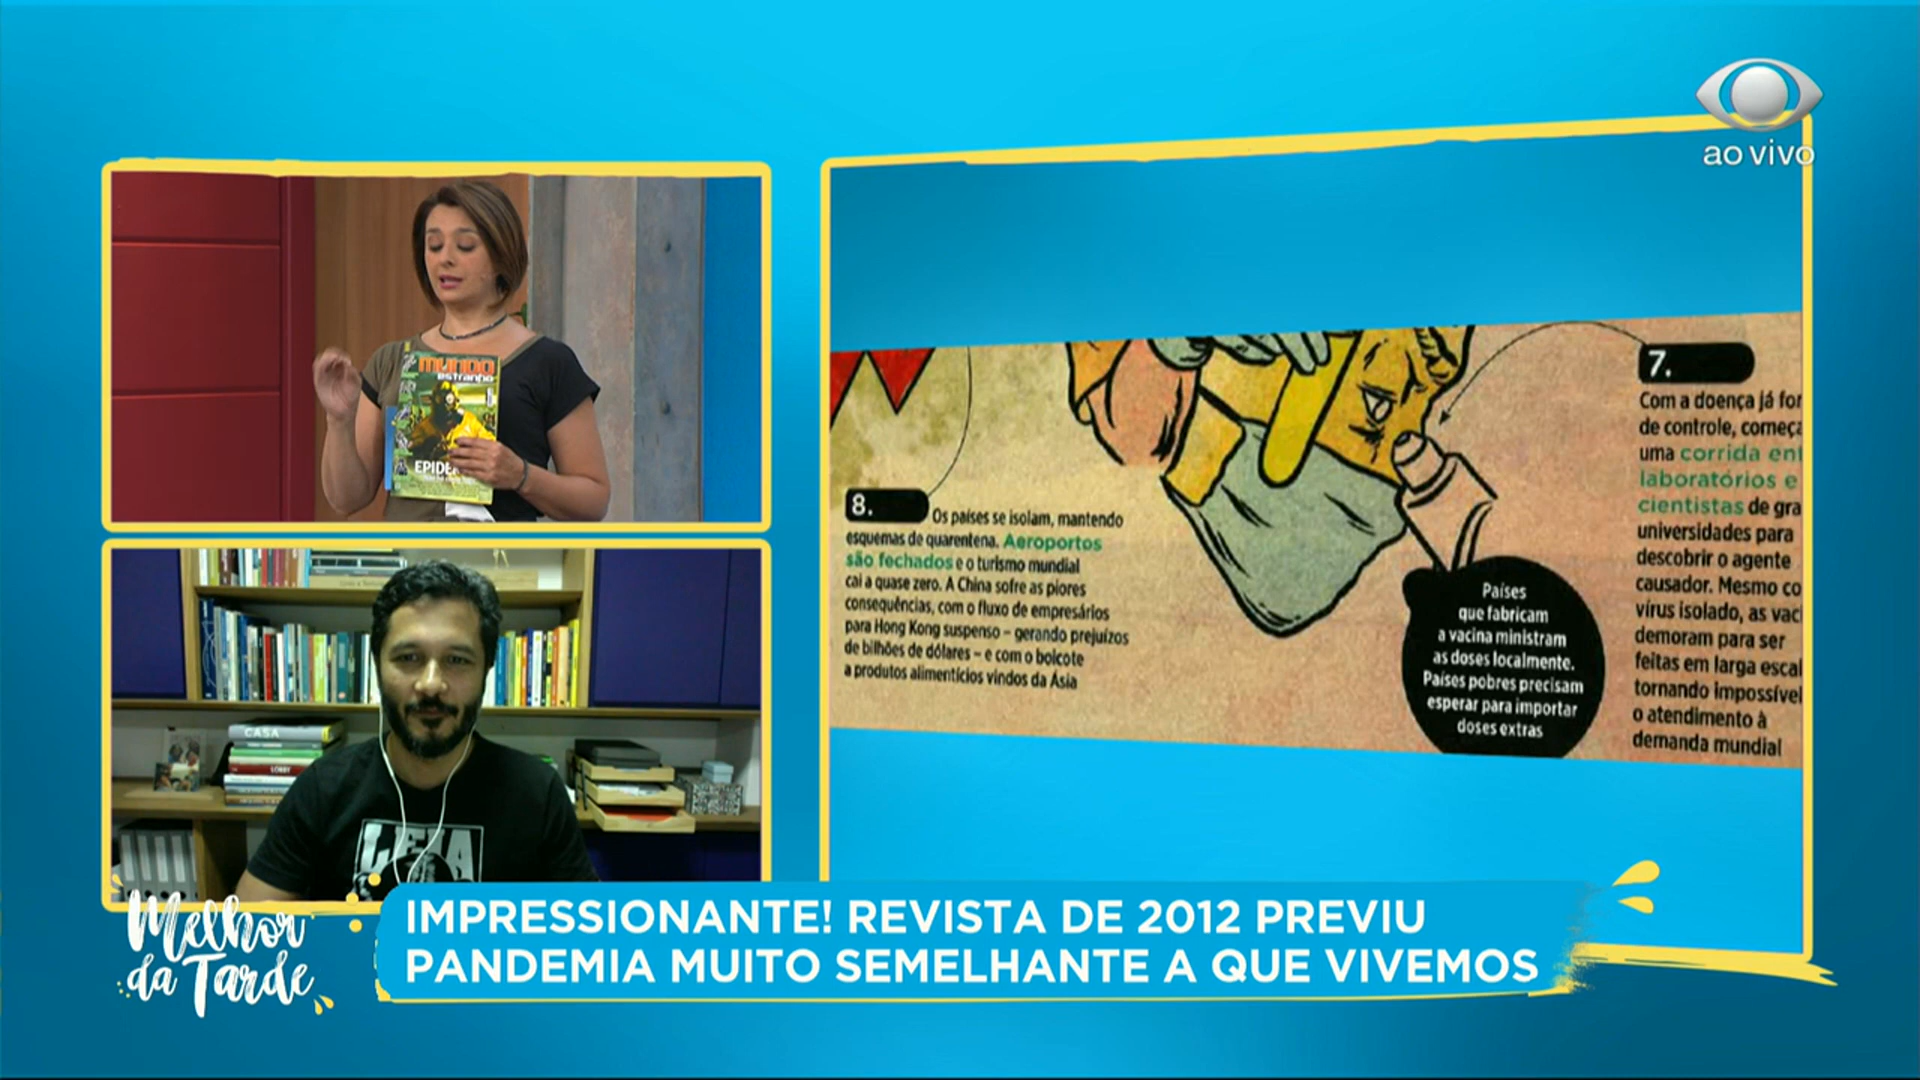 ao vivo
mundo
estranho
8.
Os países se isolam, mantendo
esquemas de quarentena. Aeroportos
são fechados e o turismo mundial
cai a quase zero. A China sofre as piores
consequências, com o fluxo de empresários
para Hong Kong suspenso – gerando prejuízos
de bilhões de dólares – e com o boicote
a produtos alimentícios vindos da Ásia
Países
que fabricam
a vacina ministram
as doses localmente.
Países pobres precisam
esperar para importar
doses extras
7.
Com a doença já for
de controle, começa
uma corrida ent
laboratórios e
cientistas de gra
universidades para
descobrir o agente
causador. Mesmo co
vírus isolado, as vaci
demoram para ser
feitas em larga escal
tornando impossível
o atendimento à
demanda mundial
CASA
LOBBY
LEIA
Melhor
da Tarde
IMPRESSIONANTE! REVISTA DE 2012 PREVIU
PANDEMIA MUITO SEMELHANTE A QUE VIVEMOS